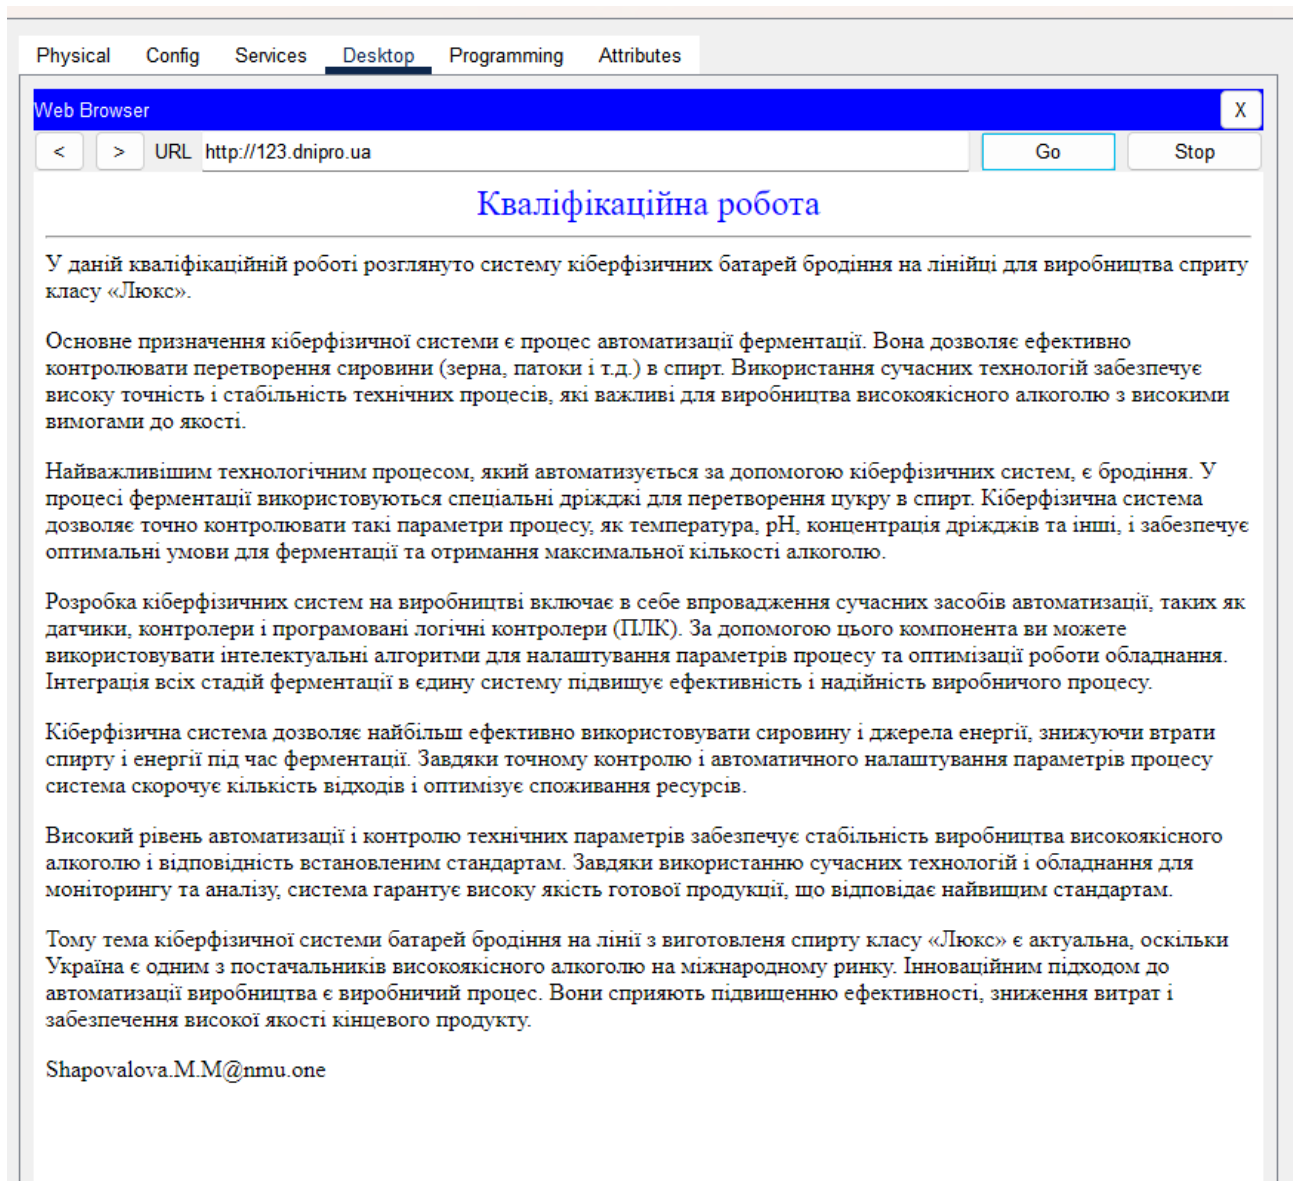 Physical Config Services Desktop Programming Attributes
Web Browser X
< > URL http://123.dnipro.ua Go Stop
Кваліфікаційна робота
У даній кваліфікаційній роботі розглянуто систему кіберфізичних батарей бродіння на лінійці для виробництва сприту
класу «Люкс».
Основне призначення кіберфізичної системи є процес автоматизації ферментації. Вона дозволяє ефективно
контролювати перетворення сировини (зерна, патоки і т.д.) в спирт. Використання сучасних технологій забезпечує
високу точність і стабільність технічних процесів, які важливі для виробництва високоякісного алкоголю з високими
вимогами до якості.
Найважливішим технологічним процесом, який автоматизується за допомогою кіберфізичних систем, є бродіння. У
процесі ферментації використовуються спеціальні дріжджі для перетворення цукру в спирт. Кіберфізична система
дозволяє точно контролювати такі параметри процесу, як температура, pH, концентрація дріжджів та інші, і забезпечує
оптимальні умови для ферментації та отримання максимальної кількості алкоголю.
Розробка кіберфізичних систем на виробництві включає в себе впровадження сучасних засобів автоматизації, таких як
датчики, контролери і програмовані логічні контролери (ПЛК). За допомогою цього компонента ви можете
використовувати інтелектуальні алгоритми для налаштування параметрів процесу та оптимізації роботи обладнання.
Інтеграція всіх стадій ферментації в єдину систему підвищує ефективність і надійність виробничого процесу.
Кіберфізична система дозволяє найбільш ефективно використовувати сировину і джерела енергії, знижуючи втрати
спирту і енергії під час ферментації. Завдяки точному контролю і автоматичного налаштування параметрів процесу
система скорочує кількість відходів і оптимізує споживання ресурсів.
Високий рівень автоматизації і контролю технічних параметрів забезпечує стабільність виробництва високоякісного
алкоголю і відповідність встановленим стандартам. Завдяки використанню сучасних технологій і обладнання для
моніторингу та аналізу, система гарантує високу якість готової продукції, що відповідає найвищим стандартам.
Тому тема кіберфізичної системи батарей бродіння на лінії з виготовленя спирту класу «Люкс» є актуальна, оскільки
Україна є одним з постачальників високоякісного алкоголю на міжнародному ринку. Інноваційним підходом до
автоматизації виробництва є виробничий процес. Вони сприяють підвищенню ефективності, зниження витрат і
забезпечення високої якості кінцевого продукту.
Shapovalova.M.M@nmu.one